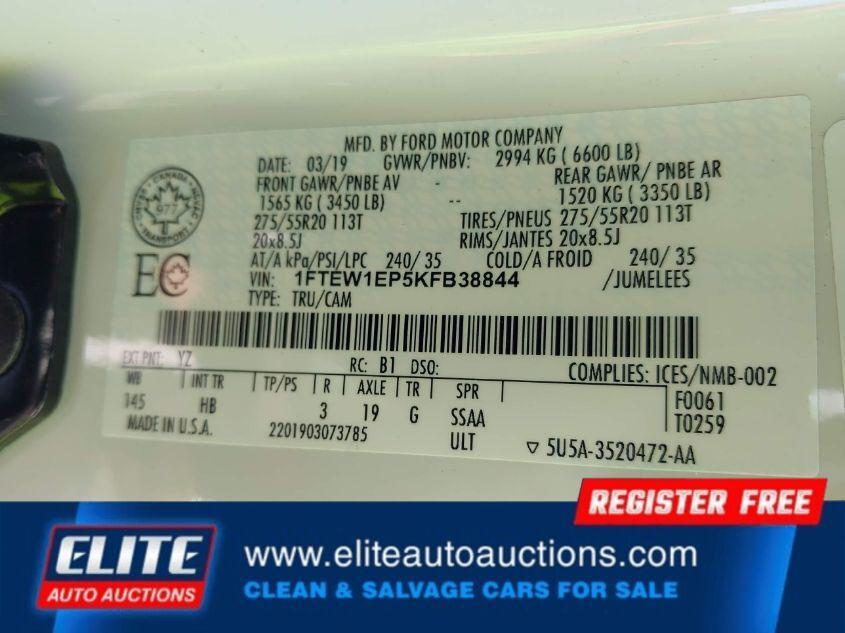 MFD. BY FORD MOTOR COMPANY
DATE: 03/19 GVWR/PNBV: 2994 KG ( 6600 LB)
FRONT GAWR/PNBE AV - REAR GAWR/ PNBE AR
1565 KG ( 3450 LB) -- 1520 KG ( 3350 LB)
275/55R20 113T TIRES/PNEUS 275/55R20 113T
20x8.5J RIMS/JANTES 20x8.5J
AT/A kPa/PSI/LPC 240/ 35 COLD/A FROID 240/ 35
VIN: 1FTEW1EP5KFB38844 /JUMELEES
TYPE: TRU/CAM
CANADA
TRANSPORT
977
EC
EXT PNT: YZ RC: B1 DSO: COMPLIES: ICES/NMB-002
WB INT TR TP/PS R AXLE TR SPR F0061
145 HB 3 19 G SSAA T0259
MADE IN U.S.A. 2201903073785 ULT ▽ 5U5A-3520472-AA
REGISTER FREE
ELITE
AUTO AUCTIONS
www.eliteautoauctions.com
CLEAN & SALVAGE CARS FOR SALE